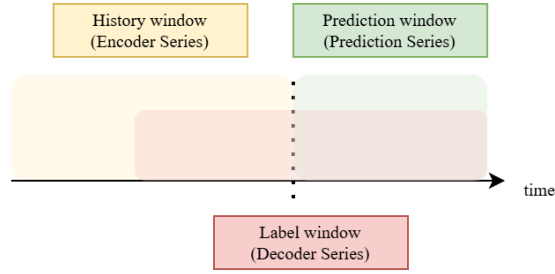 History window
(Encoder Series)
Prediction window
(Prediction Series)
time
Label window
(Decoder Series)